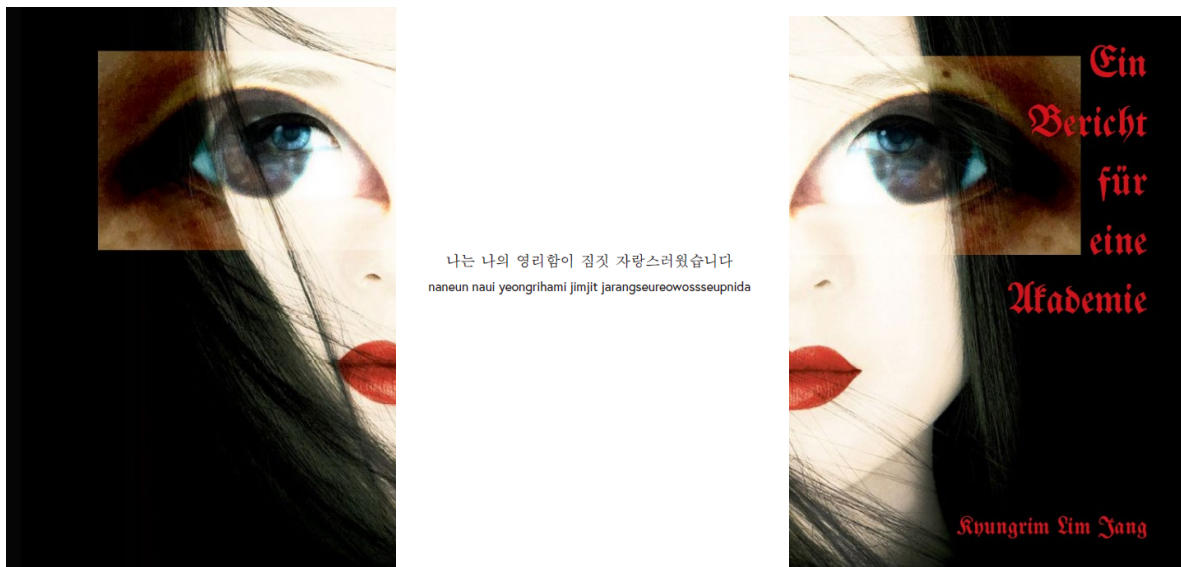 나는 나의 영리함이 짐짓 자랑스러웠습니다
naneun naui yeongrihami jimjit jarangseureowossseupnida
Ein
Bericht
für
eine
Akademie
Kyungrim Lim Jang